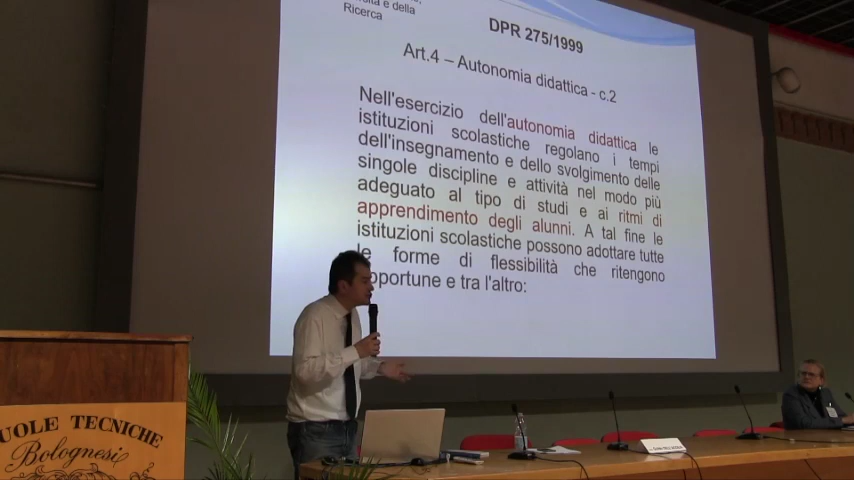 e della
Ricerca
DPR 275/1999
Art.4 – Autonomia didattica - c.2
Nell'esercizio dell'autonomia didattica le
istituzioni scolastiche regolano i tempi
dell'insegnamento e dello svolgimento delle
singole discipline e attività nel modo più
adeguato al tipo di studi e ai ritmi di
apprendimento degli alunni. A tal fine le
istituzioni scolastiche possono adottare tutte
le forme di flessibilità che ritengono
opportune e tra l'altro:
UOLE TECNICHE
Bolognesi